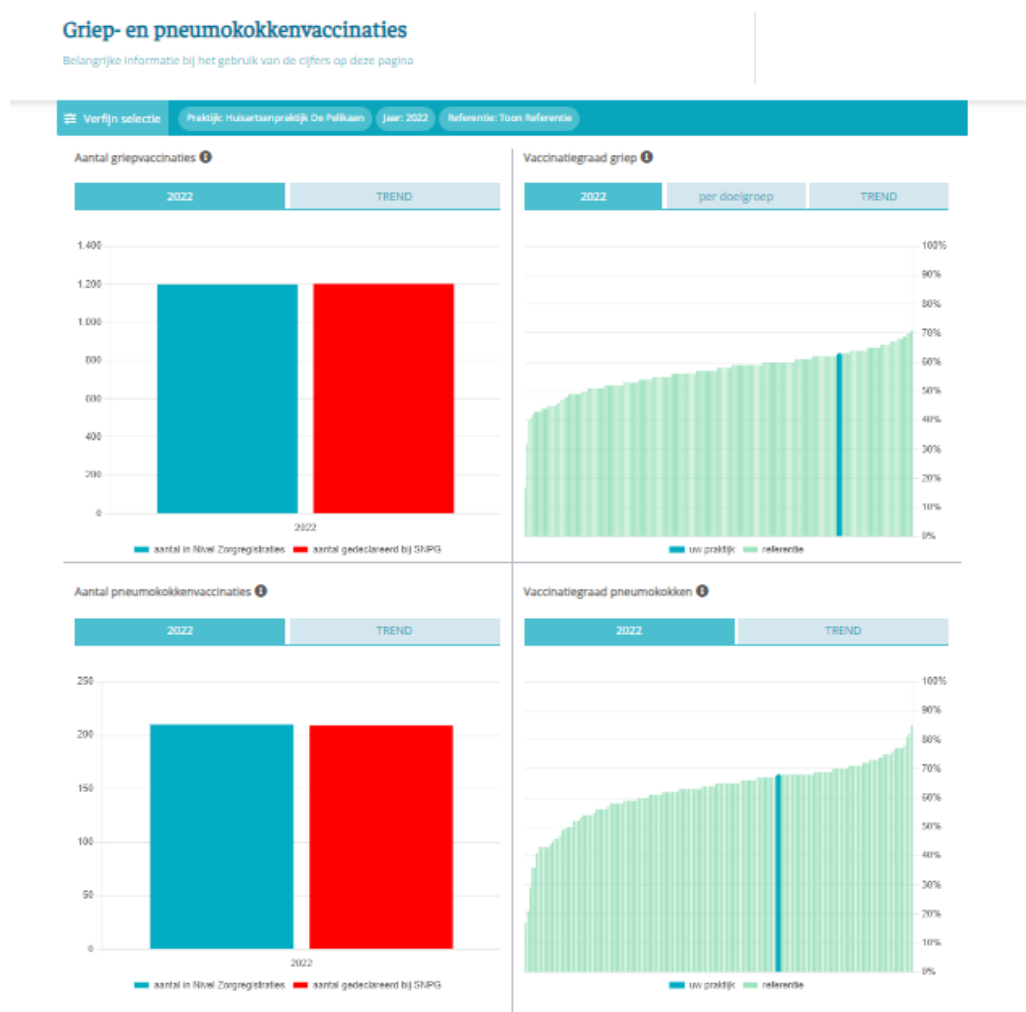 Griep- en pneumokokkenvaccinaties
Belangrijke informatie bij het gebruik van de cijfers op deze pagina
Verfijn selectie Praktijk: Huisartsenpraktijk De Pelikaan Jaar: 2022 Referentie: Toon Referentie
Aantal griepvaccinaties
2022 TREND
1.400
1.200
1.000
800
600
400
200
0
2022
aantal in Nivel Zorgregistraties aantal gedeclareerd bij SNPG
Vaccinatiegraad griep
2022 per doelgroep TREND
100%
90%
80%
70%
60%
50%
40%
30%
20%
10%
0%
uw praktijk referentie
Aantal pneumokokkenvaccinaties
2022 TREND
250
200
150
100
50
0
2022
aantal in Nivel Zorgregistraties aantal gedeclareerd bij SNPG
Vaccinatiegraad pneumokokken
2022 TREND
100%
90%
80%
70%
60%
50%
40%
30%
20%
10%
0%
uw praktijk referentie